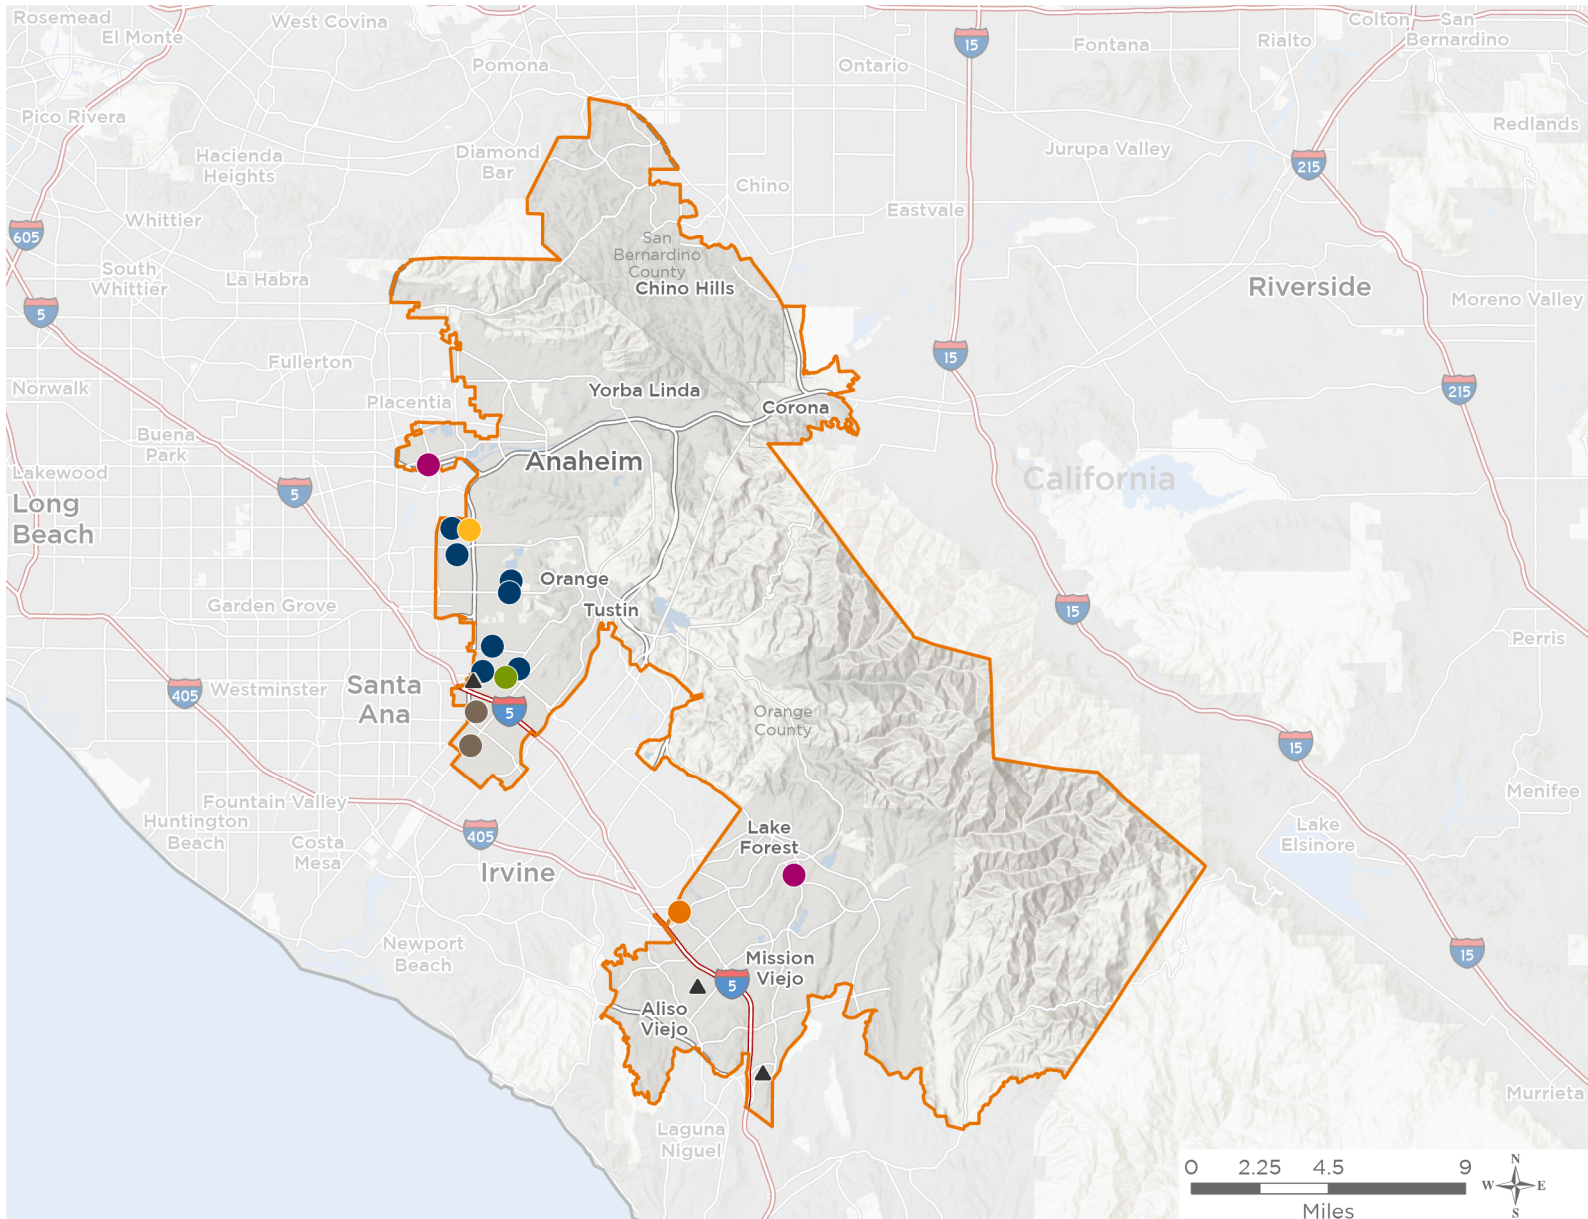 Rosemead
West Covina
Colton
San
Bernardino
El Monte
15
Fontana
Rialto
Pomona
Ontario
Pico Rivera
Redlands
Hacienda
Heights
Diamond
Bar
Jurupa Valley
215
Chino
Whittier
Eastvale
605
San
Bernardino
County
South
Whittier
La Habra
Chino Hills
Riverside
Moreno Valley
5
Fullerton
15
Norwalk
Yorba Linda
215
Placentia
Corona
Buena
Park
Lakewood
Anaheim
California
5
Long
Beach
Orange
Garden Grove
Tustin
15
Perris
405
Westminster
Santa
Ana
5
Orange
County
15
Fountain Valley
Menifee
Huntington
Beach
405
Costa
Mesa
Lake
Forest
Lake
Elsinore
Irvine
Newport
Beach
Mission
Viejo
15
5
Aliso
Viejo
Murrieta
Laguna
Niguel
0 2.25 4.5 9
Miles
N
W E
S